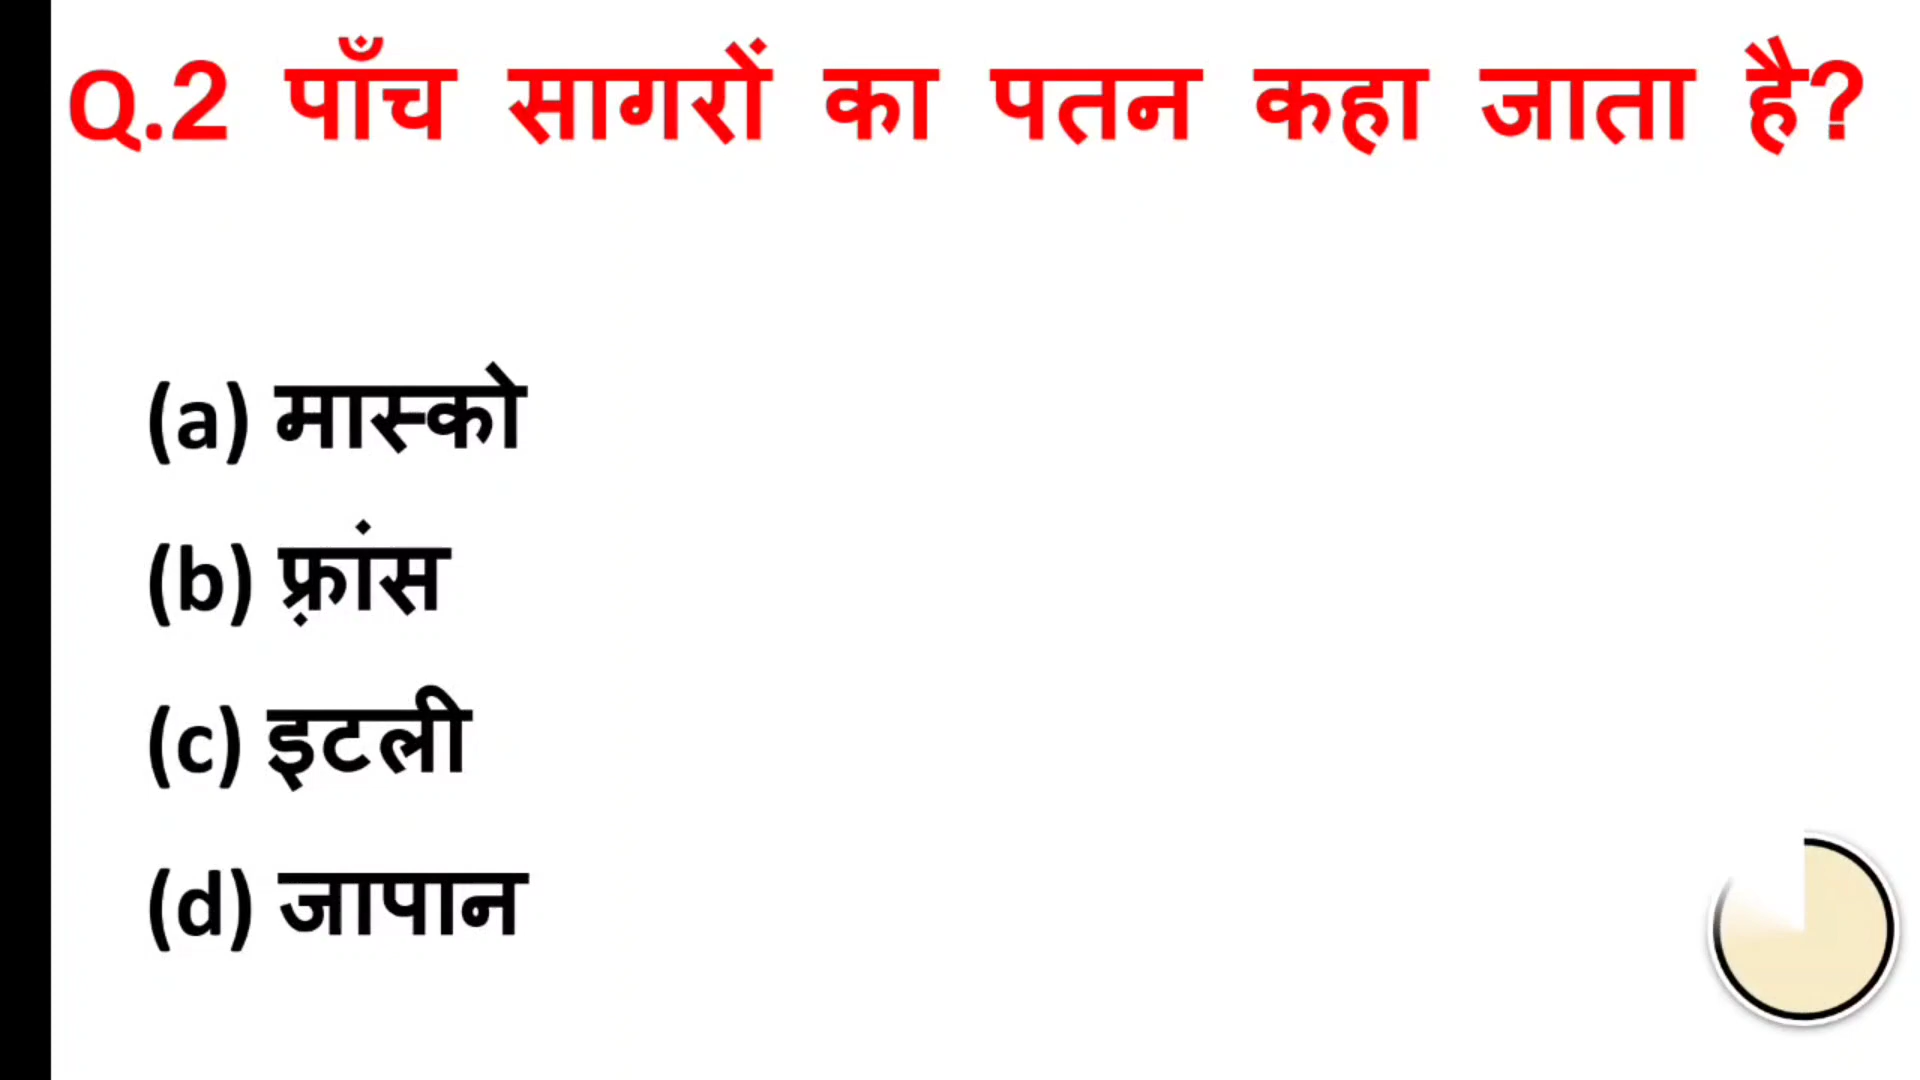 Q.2 पाँच सागरों का पतन कहा जाता है?
(a) मास्को
(b) फ़्रांस
(c) इटली
(d) जापान